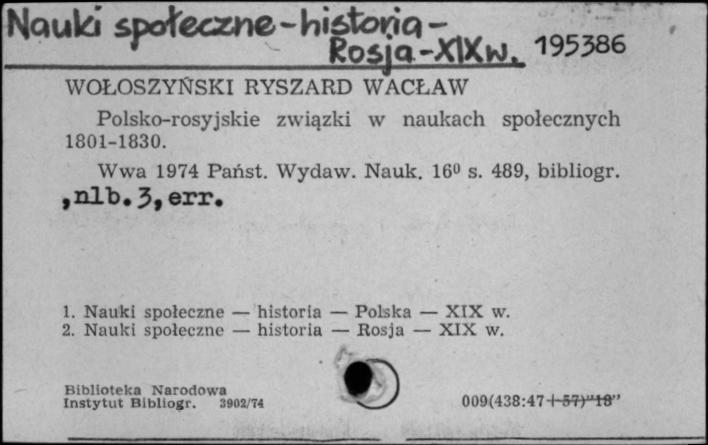 Nauki społeczne - historia -
Rosja - XIX w. 195386
WOŁOSZYŃSKI RYSZARD WACŁAW
Polsko-rosyjskie związki w naukach społecznych
1801-1830.
Wwa 1974 Państ. Wydaw. Nauk. 16⁰ s. 489, bibliogr.
, nlb. 3, err.
1. Nauki społeczne — historia — Polska — XIX w.
2. Nauki społeczne — historia — Rosja — XIX w.
Biblioteka Narodowa
Instytut Bibliogr. 3902/74 009(438:47+57)"18"